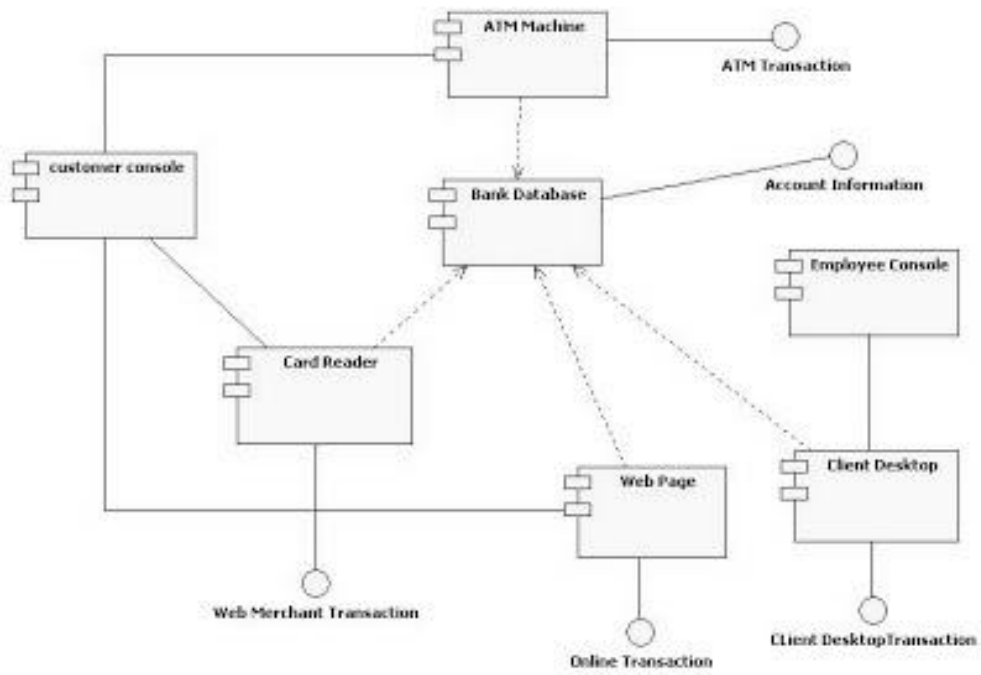 ATM Machine
ATM Transaction
customer console
Bank Database
Account Information
Employee Console
Card Reader
Client Desktop
Web Page
Web Merchant Transaction
CLient DesktopTransaction
Online Transaction